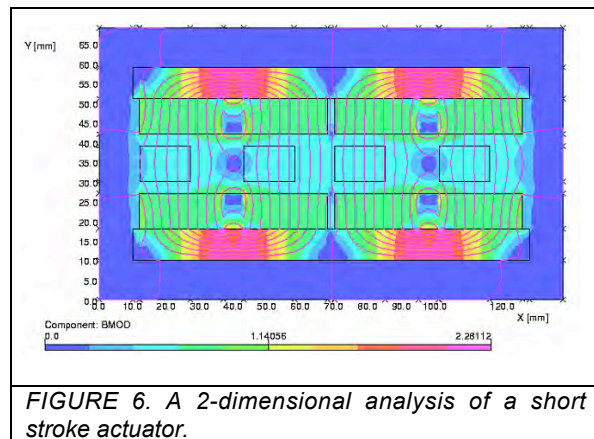 Y [mm]
65.0
60.0
55.0
50.0
45.0
40.0
35.0
30.0
25.0
20.0
15.0
10.0
5.0
0.0
0.0 10.0 20.0 30.0 40.0 50.0 60.0 70.0 80.0 90.0 100.0 120.0
X [mm]
Component: BMOD
0.0 1.14056 2.28112
FIGURE 6. A 2-dimensional analysis of a short
stroke actuator.